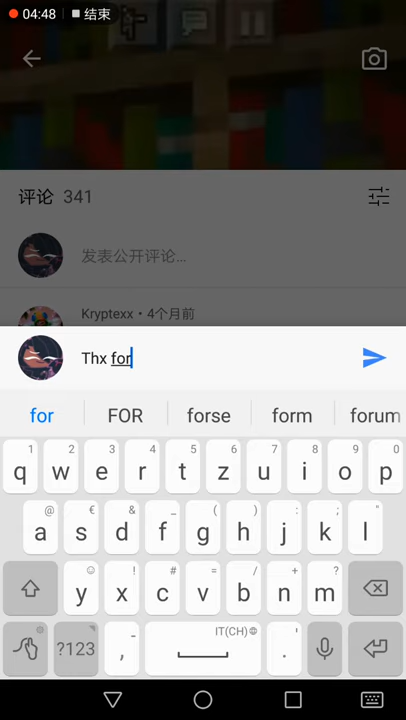 04:48 结束
评论 341
发表公开评论...
Kryptexx • 4个月前
Thx for
for FOR forse form forum
1 2 3 4 5 6 7 8 9 0
q w e r t z u i o p
@ € & _ ( ) : ; "
a s d f g h j k l
! # = / + ?
y x c v b n m
?123 , - IT(CH) . '